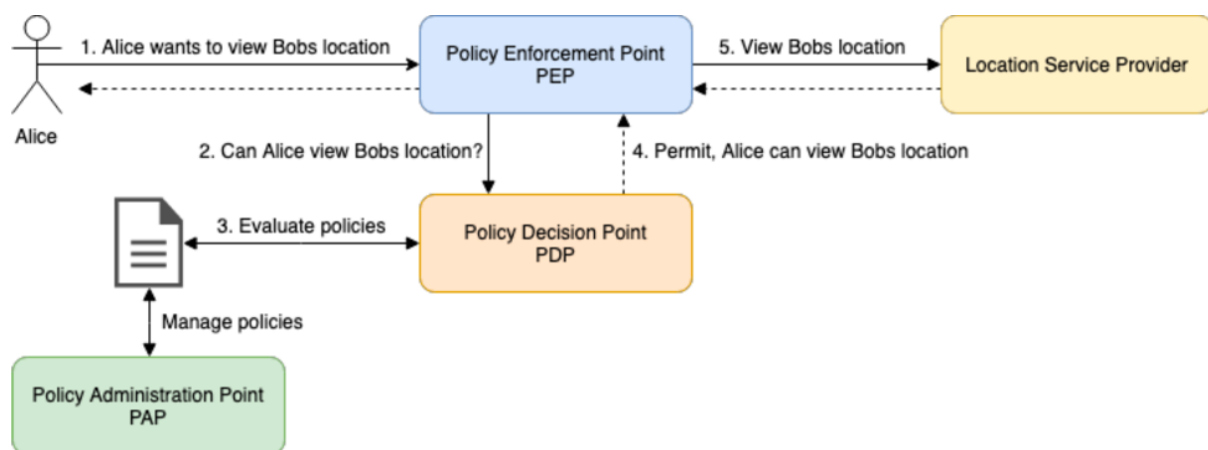 1. Alice wants to view Bobs location
Policy Enforcement Point
PEP
5. View Bobs location
Location Service Provider
Alice
2. Can Alice view Bobs location?
4. Permit, Alice can view Bobs location
3. Evaluate policies
Policy Decision Point
PDP
Manage policies
Policy Administration Point
PAP